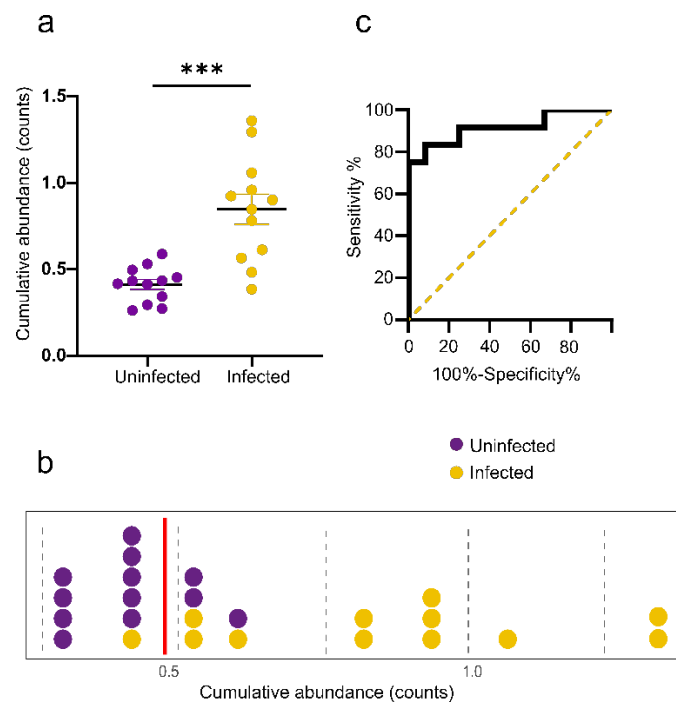 a
***
Cumulative abundance (counts)
1.5
1.0
0.5
0.0
Uninfected Infected
c
Sensitivity %
100
80
60
40
20
0
0 20 40 60 80
100%-Specificity%
Uninfected
Infected
b
0.5 1.0
Cumulative abundance (counts)